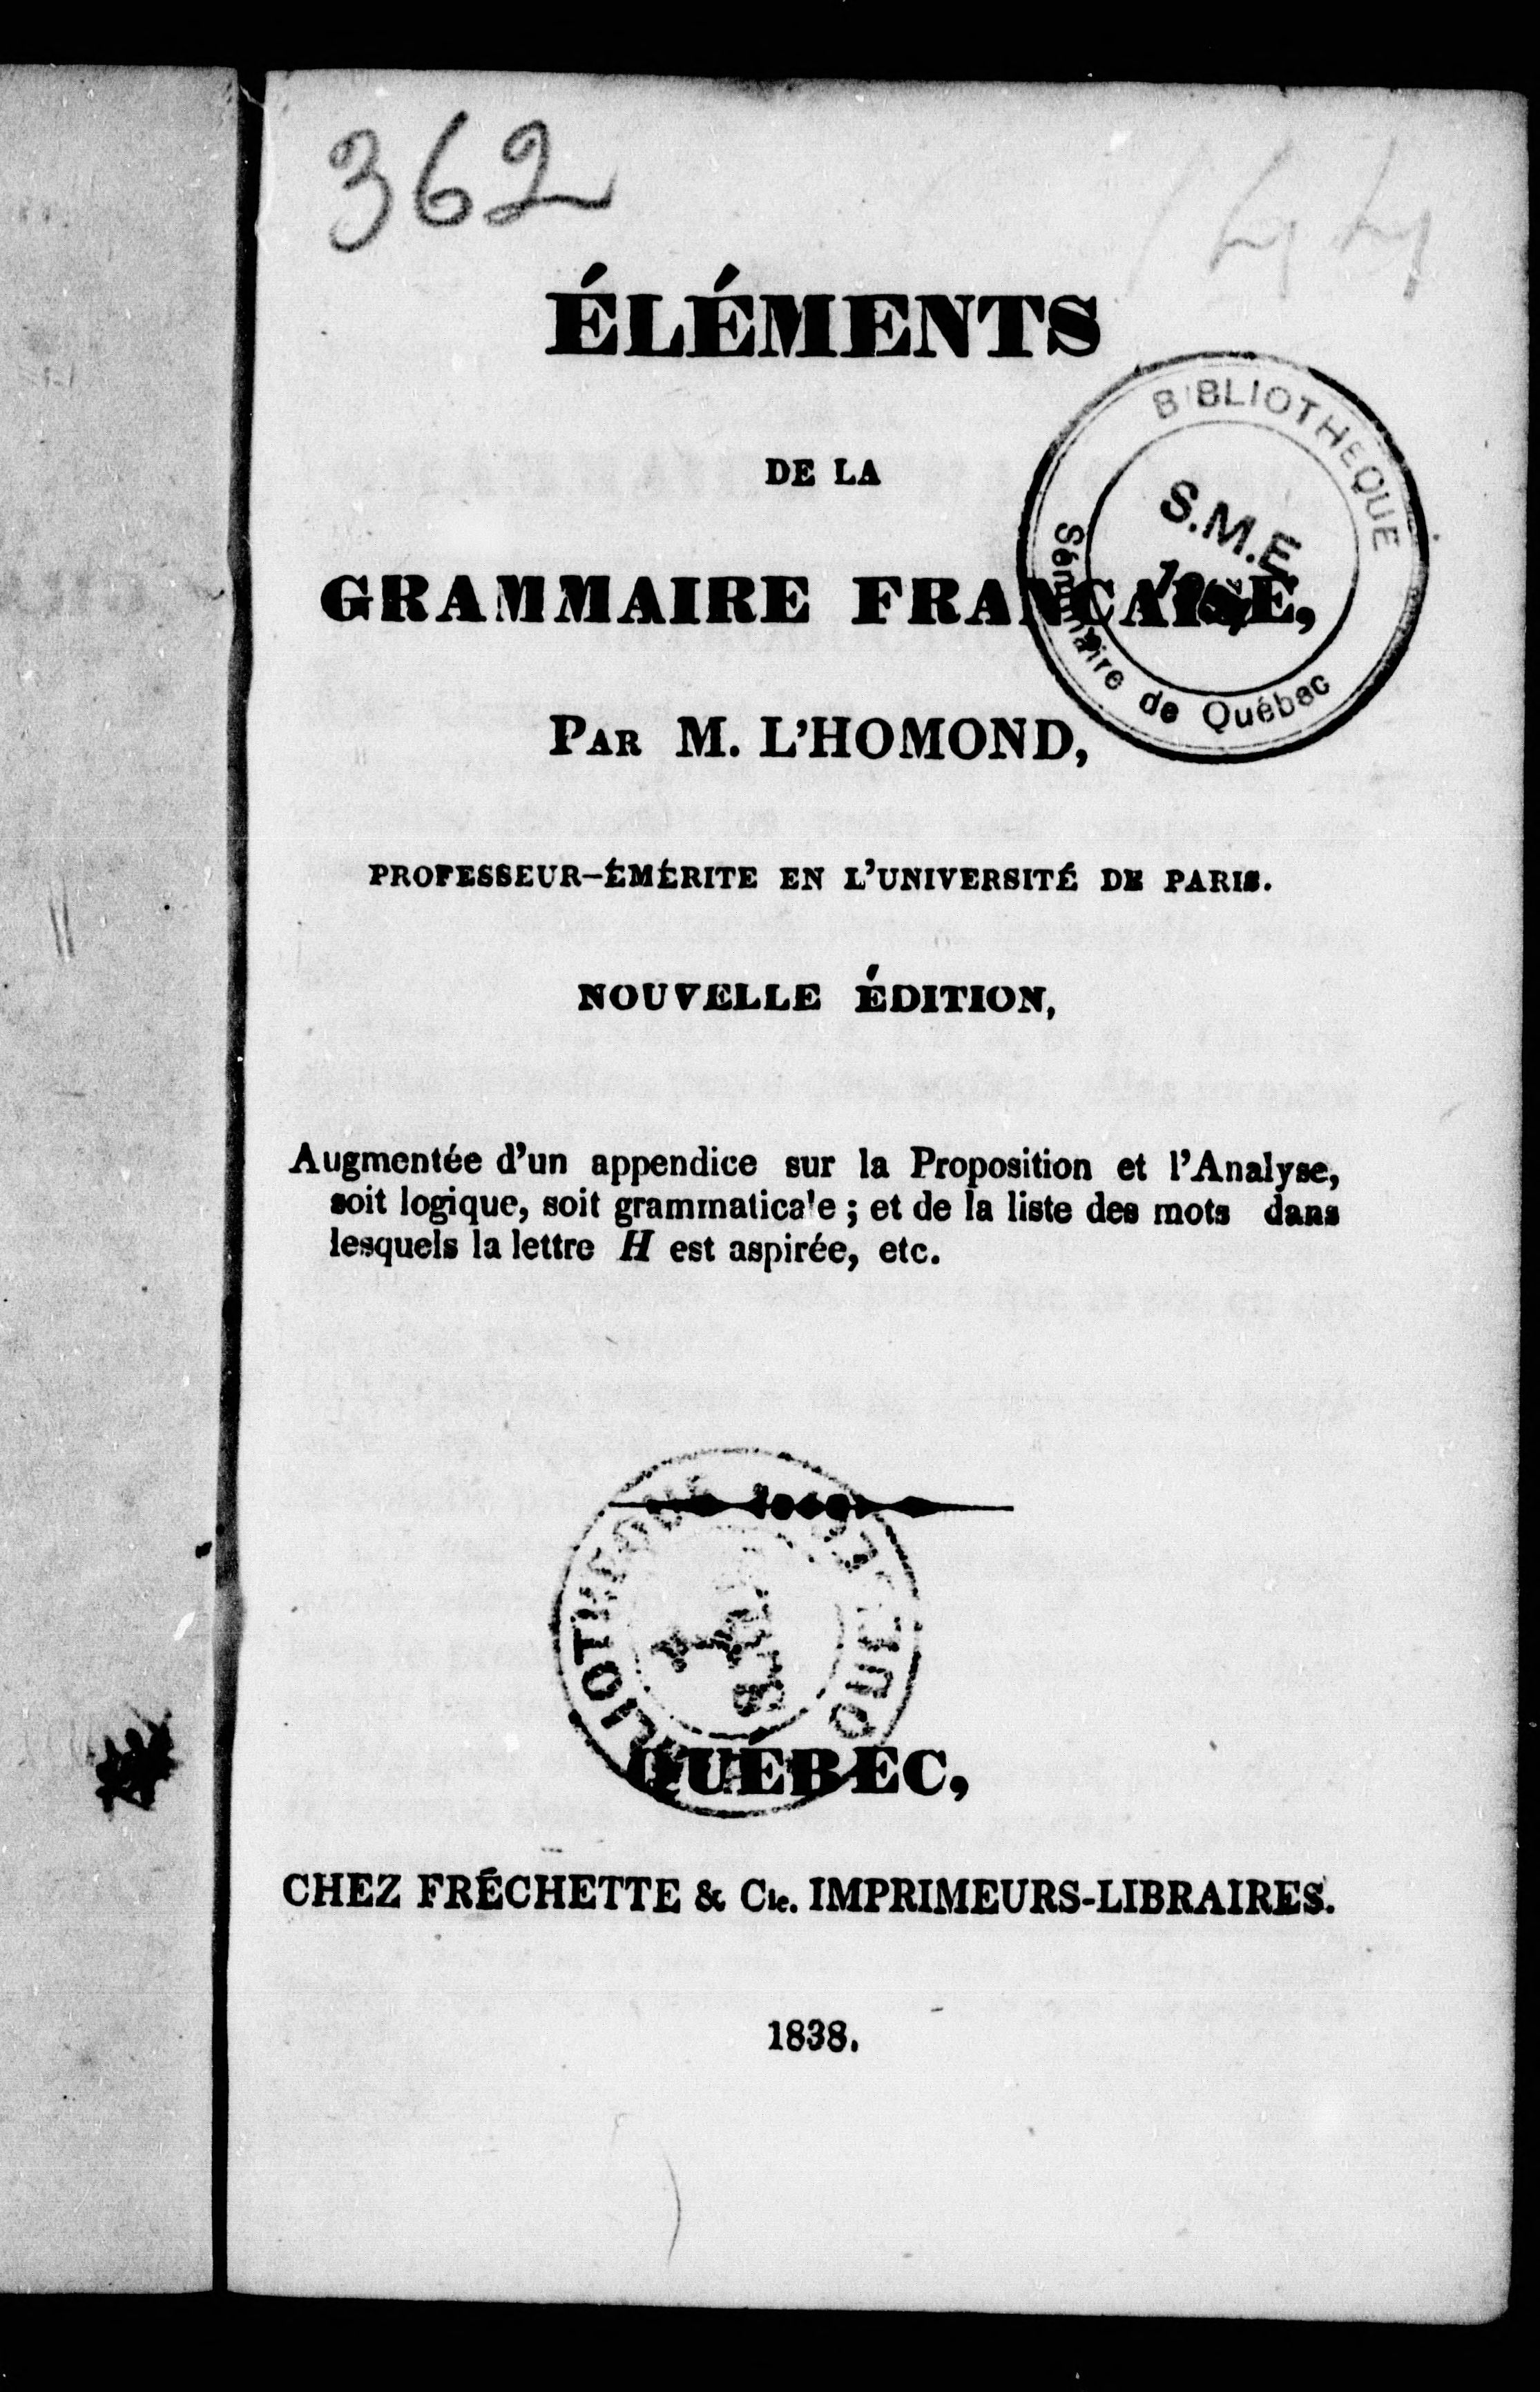 362
144
ÉLÉMENTS
DE LA
GRAMMAIRE FRANÇAISE,
BIBLIOTHEQUE
S.M.E
Séminaire de Québec
PAR M. L'HOMOND,
PROFESSEUR-ÉMÉRITE EN L'UNIVERSITÉ DE PARIS.
NOUVELLE ÉDITION,
Augmentée d'un appendice sur la Proposition et l'Analyse,
soit logique, soit grammaticale ; et de la liste des mots dans
lesquels la lettre H est aspirée, etc.
QUÉBEC,
CHEZ FRÉCHETTE & Cie. IMPRIMEURS-LIBRAIRES.
1838.